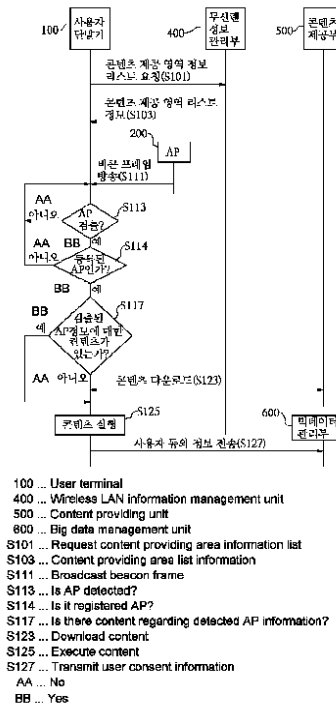 100
사용자
단말기
400
무선랜
정보
관리부
500
콘텐츠
제공부
콘텐츠 제공 영역 정보
리스트 요청(S101)
콘텐츠 제공 영역 리스트
정보(S103)
200
AP
비콘 프레임
방송(S111)
AA
아니오
AP
검출?
S113
BB
예
AA
아니오
등록된
AP인가?
S114
BB
예
BB
예
검출된
AP정보에 대한
컨텐츠가
있는가?
S117
AA 아니오
콘텐츠 다운로드(S123)
콘텐츠 실행
S125
600
빅데이터
관리부
사용자 동의 정보 전송(S127)
100 ... User terminal
400 ... Wireless LAN information management unit
500 ... Content providing unit
600 ... Big data management unit
S101 ... Request content providing area information list
S103 ... Content providing area list information
S111 ... Broadcast beacon frame
S113 ... Is AP detected?
S114 ... Is it registered AP?
S117 ... Is there content regarding detected AP information?
S123 ... Download content
S125 ... Execute content
S127 ... Transmit user consent information
AA ... No
BB ... Yes